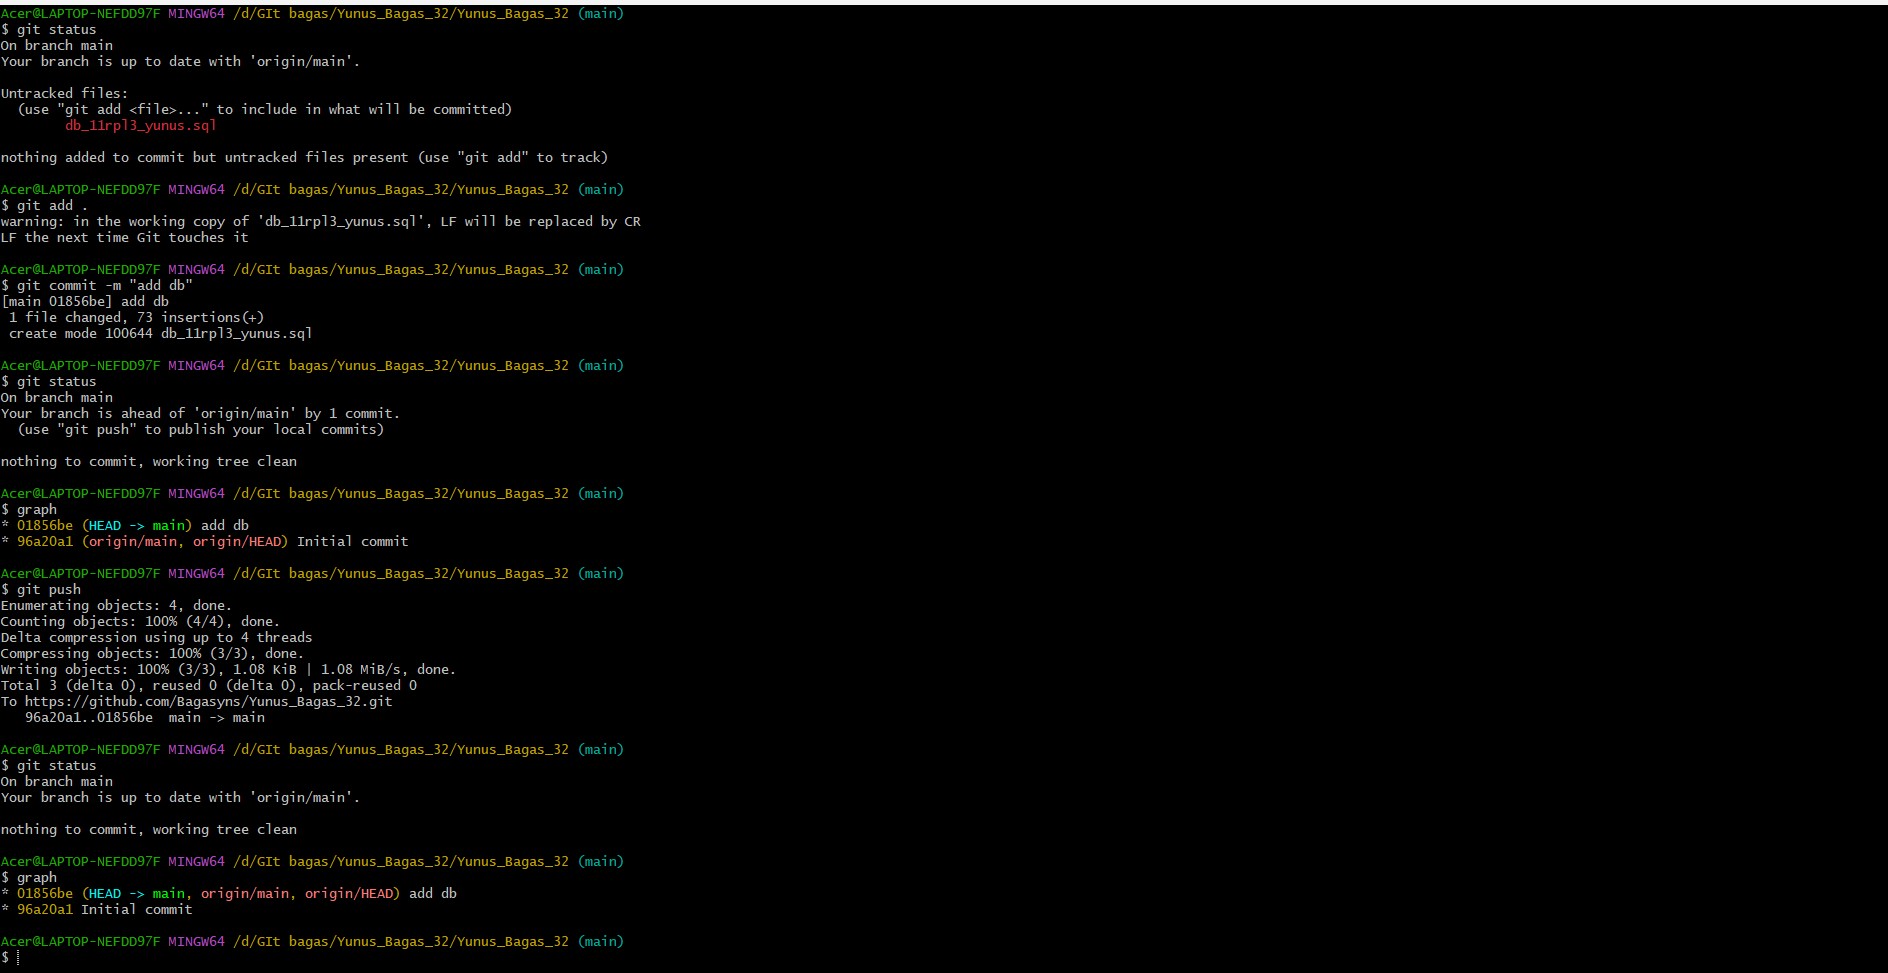 Acer@LAPTOP-NEFDD97F MINGW64 /d/GIt bagas/Yunus_Bagas_32/Yunus_Bagas_32 (main)
$ git status
On branch main
Your branch is up to date with 'origin/main'.
Untracked files:
  (use "git add <file>..." to include in what will be committed)
        db_11rpl3_yunus.sql
nothing added to commit but untracked files present (use "git add" to track)
Acer@LAPTOP-NEFDD97F MINGW64 /d/GIt bagas/Yunus_Bagas_32/Yunus_Bagas_32 (main)
$ git add .
warning: in the working copy of 'db_11rpl3_yunus.sql', LF will be replaced by CR
LF the next time Git touches it
Acer@LAPTOP-NEFDD97F MINGW64 /d/GIt bagas/Yunus_Bagas_32/Yunus_Bagas_32 (main)
$ git commit -m "add db"
[main 01856be] add db
 1 file changed, 73 insertions(+)
 create mode 100644 db_11rpl3_yunus.sql
Acer@LAPTOP-NEFDD97F MINGW64 /d/GIt bagas/Yunus_Bagas_32/Yunus_Bagas_32 (main)
$ git status
On branch main
Your branch is ahead of 'origin/main' by 1 commit.
  (use "git push" to publish your local commits)
nothing to commit, working tree clean
Acer@LAPTOP-NEFDD97F MINGW64 /d/GIt bagas/Yunus_Bagas_32/Yunus_Bagas_32 (main)
$ graph
* 01856be (HEAD -> main) add db
* 96a20a1 (origin/main, origin/HEAD) Initial commit
Acer@LAPTOP-NEFDD97F MINGW64 /d/GIt bagas/Yunus_Bagas_32/Yunus_Bagas_32 (main)
$ git push
Enumerating objects: 4, done.
Counting objects: 100% (4/4), done.
Delta compression using up to 4 threads
Compressing objects: 100% (3/3), done.
Writing objects: 100% (3/3), 1.08 KiB | 1.08 MiB/s, done.
Total 3 (delta 0), reused 0 (delta 0), pack-reused 0
To https://github.com/Bagasyns/Yunus_Bagas_32.git
   96a20a1..01856be  main -> main
Acer@LAPTOP-NEFDD97F MINGW64 /d/GIt bagas/Yunus_Bagas_32/Yunus_Bagas_32 (main)
$ git status
On branch main
Your branch is up to date with 'origin/main'.
nothing to commit, working tree clean
Acer@LAPTOP-NEFDD97F MINGW64 /d/GIt bagas/Yunus_Bagas_32/Yunus_Bagas_32 (main)
$ graph
* 01856be (HEAD -> main, origin/main, origin/HEAD) add db
* 96a20a1 Initial commit
Acer@LAPTOP-NEFDD97F MINGW64 /d/GIt bagas/Yunus_Bagas_32/Yunus_Bagas_32 (main)
$